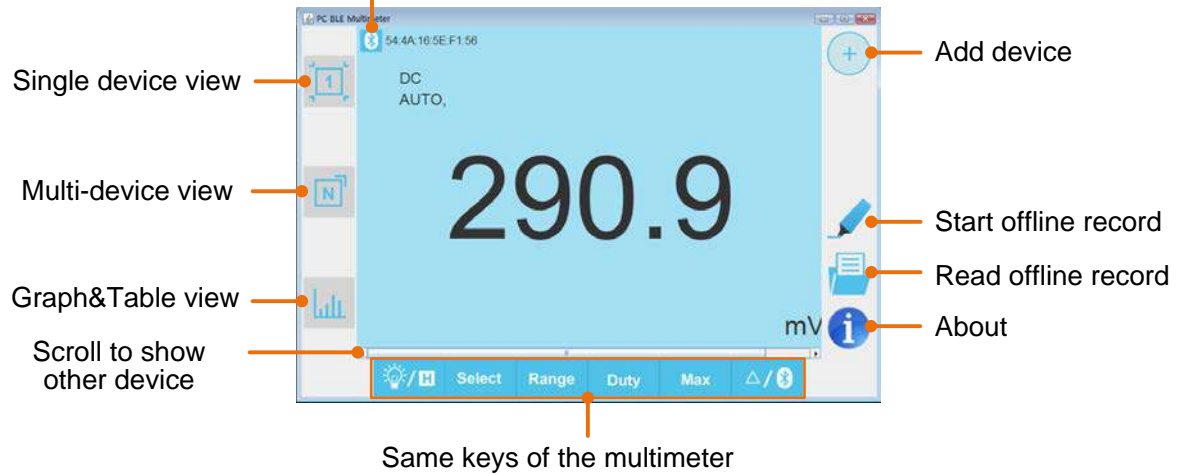 PC BLE Multimeter
54:4A:16:5E:F1:56
Add device
Single device view
1
DC
AUTO,
290.9
Multi-device view
N
Start offline record
Read offline record
Graph&Table view
mV
i
About
Scroll to show
other device
/H Select Range Duty Max △/
Same keys of the multimeter